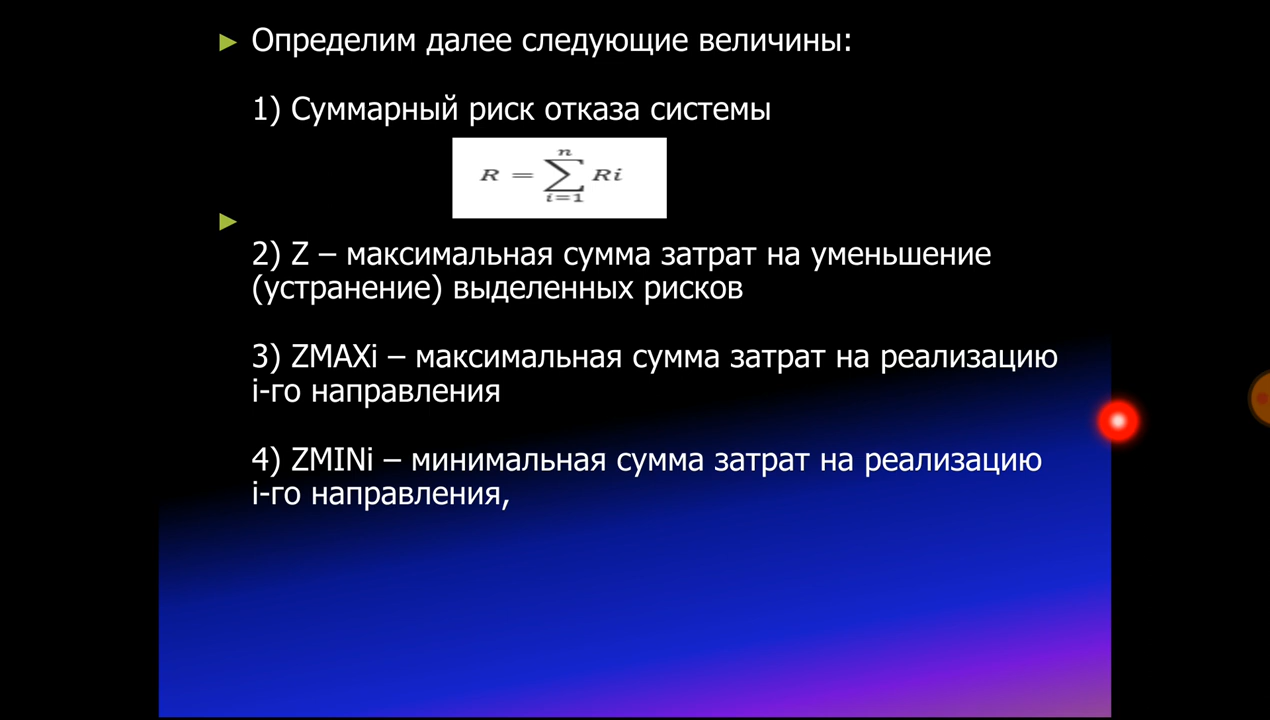 Определим далее следующие величины:
1) Суммарный риск отказа системы
R = \sum_{i=1}^{n} Ri
2) Z – максимальная сумма затрат на уменьшение
(устранение) выделенных рисков
3) ZMAXi – максимальная сумма затрат на реализацию
i-го направления
4) ZMINi – минимальная сумма затрат на реализацию
i-го направления,